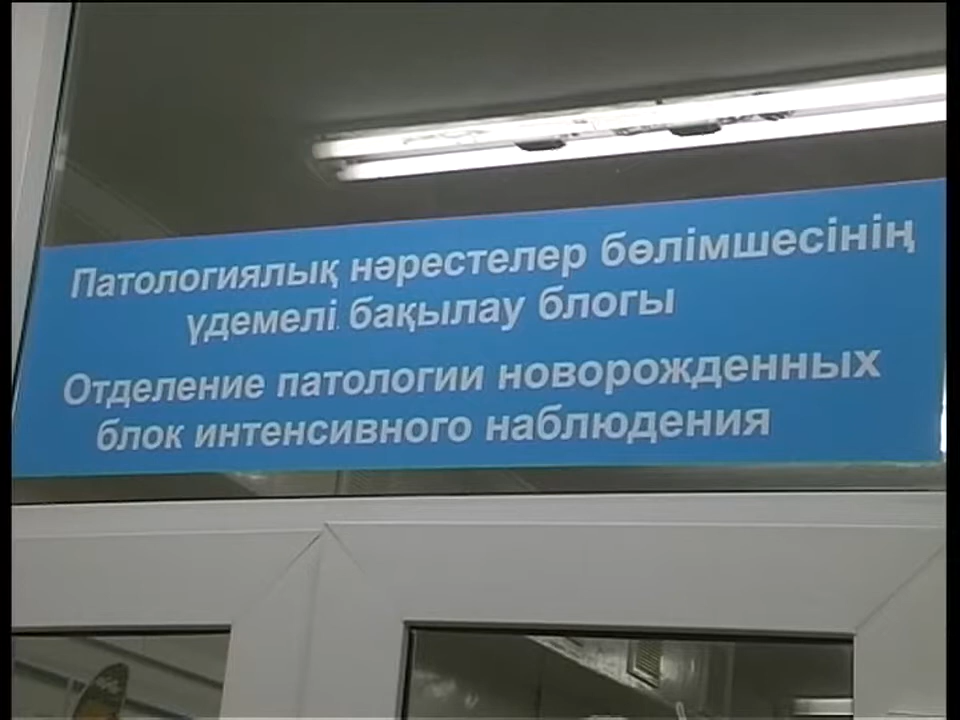 Патологиялық нәрестелер бөлімшесінің
үдемелі бақылау блогы
Отделение патологии новорожденных
блок интенсивного наблюдения